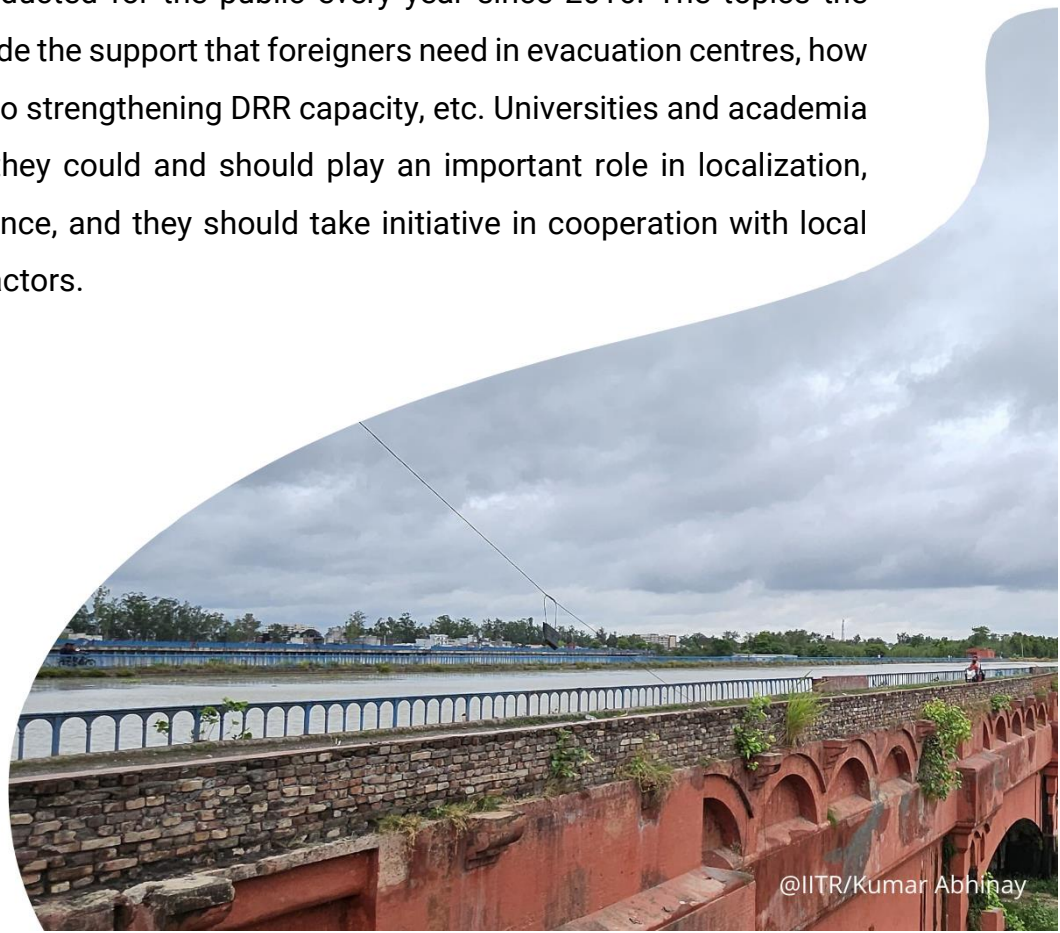 ducted for the public every year since 2016. The topics the
de the support that foreigners need in evacuation centres, how
o strengthening DRR capacity, etc. Universities and academia
they could and should play an important role in localization,
nce, and they should take initiative in cooperation with local
actors.
@IITR/Kumar Abhinay